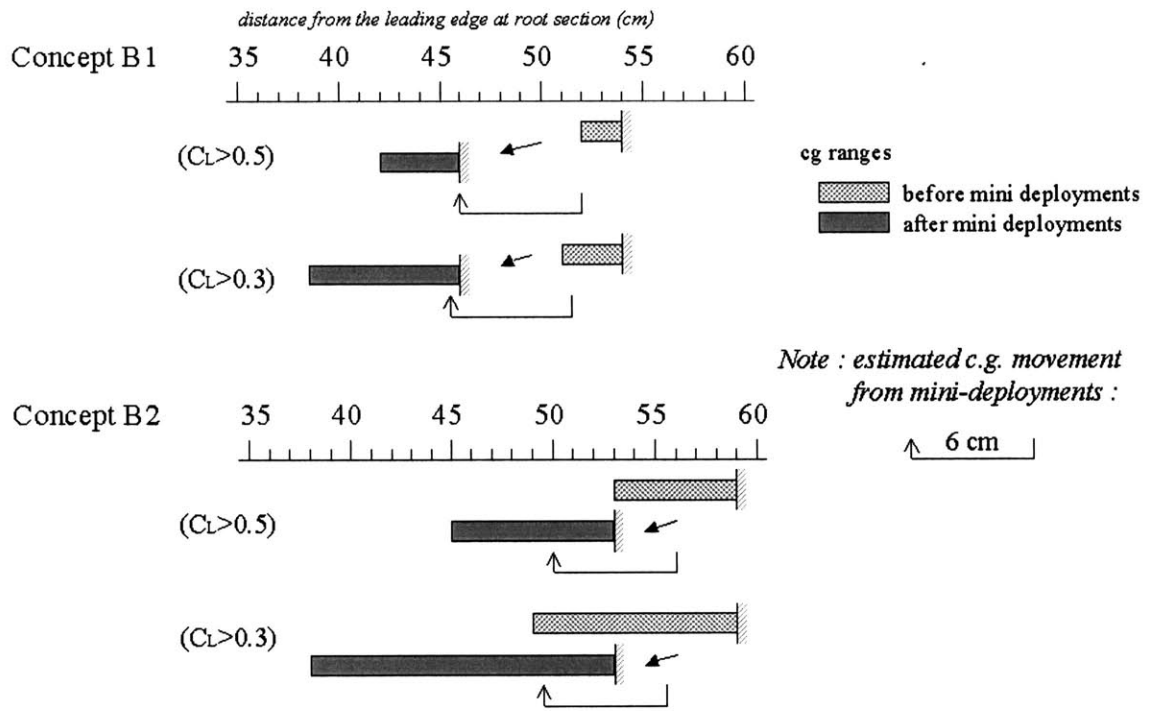 distance from the leading edge at root section (cm)
Concept B1 35 40 45 50 55 60
(CL>0.5)
cg ranges
before mini deployments
after mini deployments
(CL>0.3)
Note : estimated c.g. movement
from mini-deployments :
Concept B2 35 40 45 50 55 60
6 cm
(CL>0.5)
(CL>0.3)